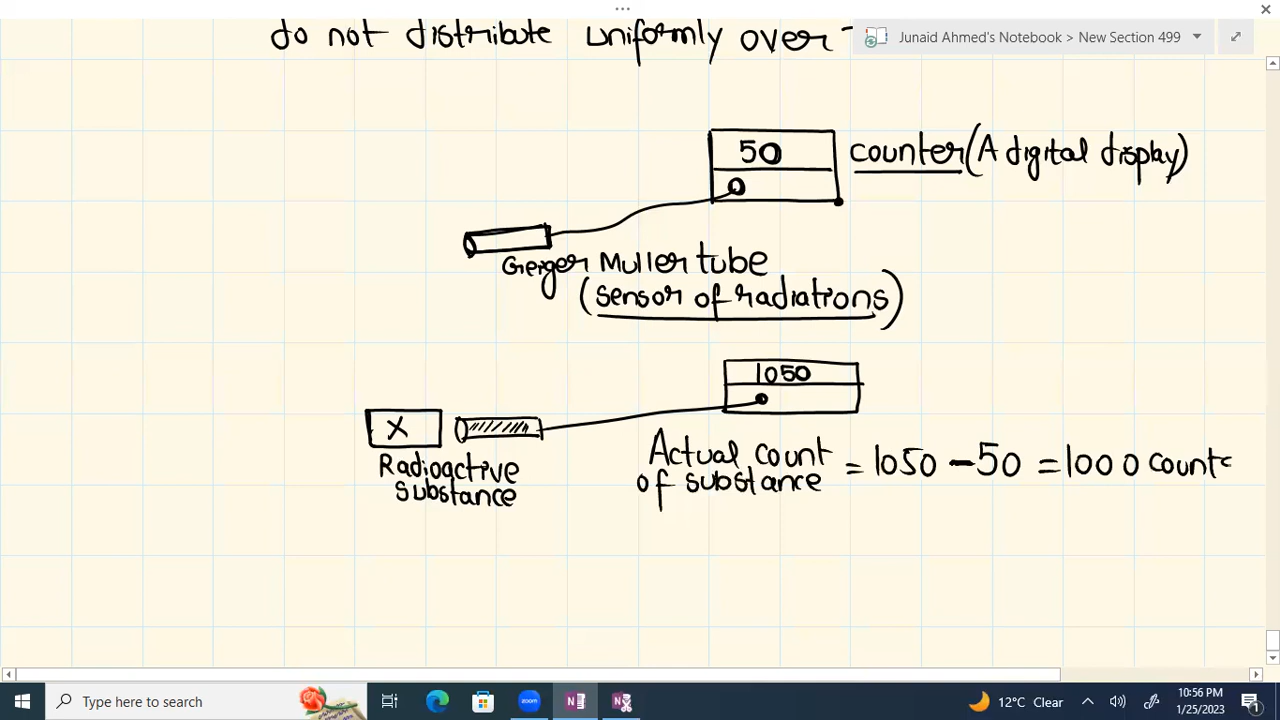 do not distribute uniformly over
Junaid Ahmed's Notebook > New Section 499
50
counter (A digital display)
Geiger Muller tube
(sensor of radiations)
1050
X
Radioactive
substance
Actual count
of substance = 1050 - 50 = 1000 counts
Type here to search
zoom
12°C Clear
10:56 PM
1/25/2023
1